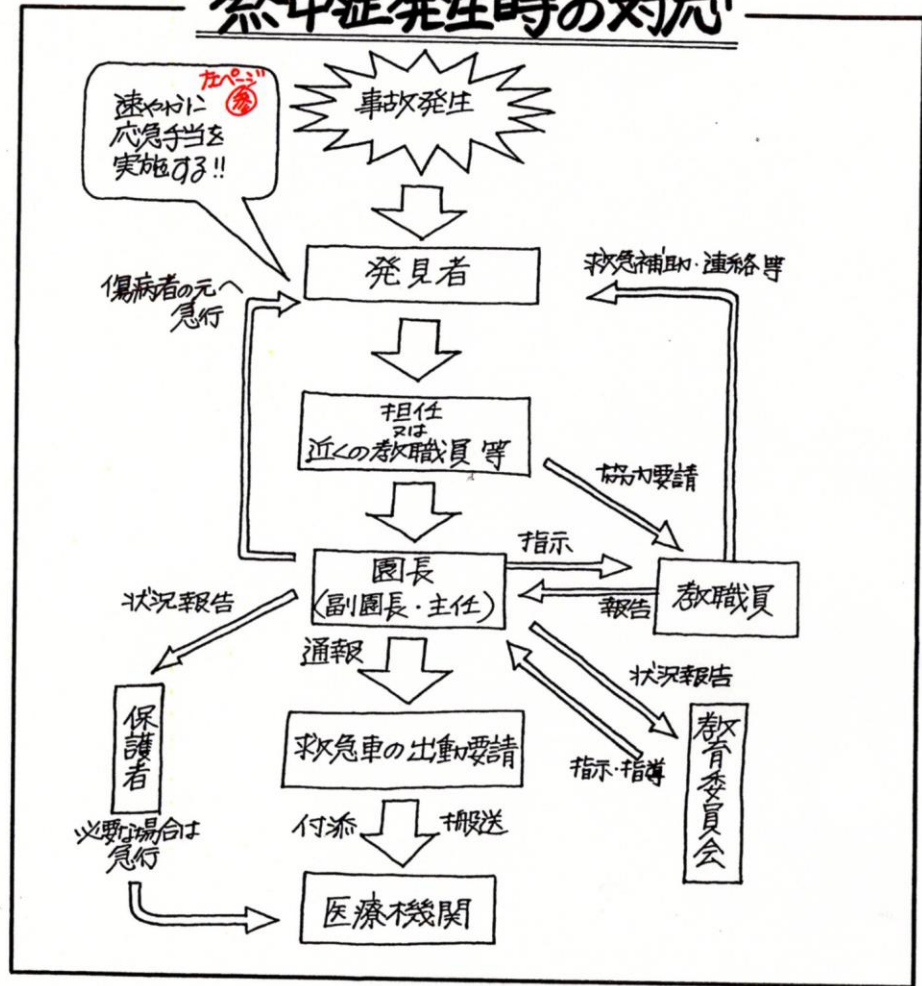 熱中症発生時の対応
左ページ
参
速やかに
応急手当を
実施する!!
事故発生
発見者
傷病者の元へ
急行
救急補助・連絡等
担任
又は
近くの教職員 等
協力要請
園長
(副園長・主任)
指示
報告
教職員
状況報告
通報
状況報告
指示・指導
保護者
救急車の出動要請
教育委員会
必要な場合は
急行
付添
搬送
医療機関